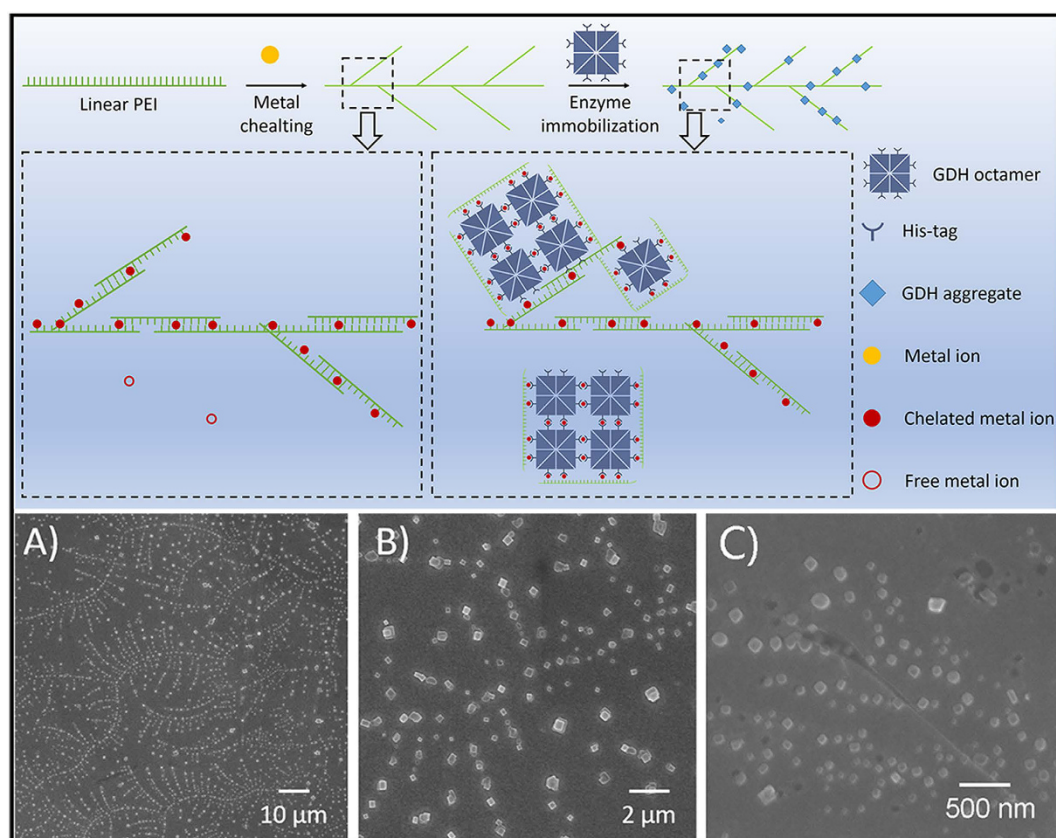 Linear PEI
Metal
chealting
Enzyme
immobilization
GDH octamer
His-tag
GDH aggregate
Metal ion
Chelated metal ion
Free metal ion
A)
10 µm
B)
2 µm
C)
500 nm